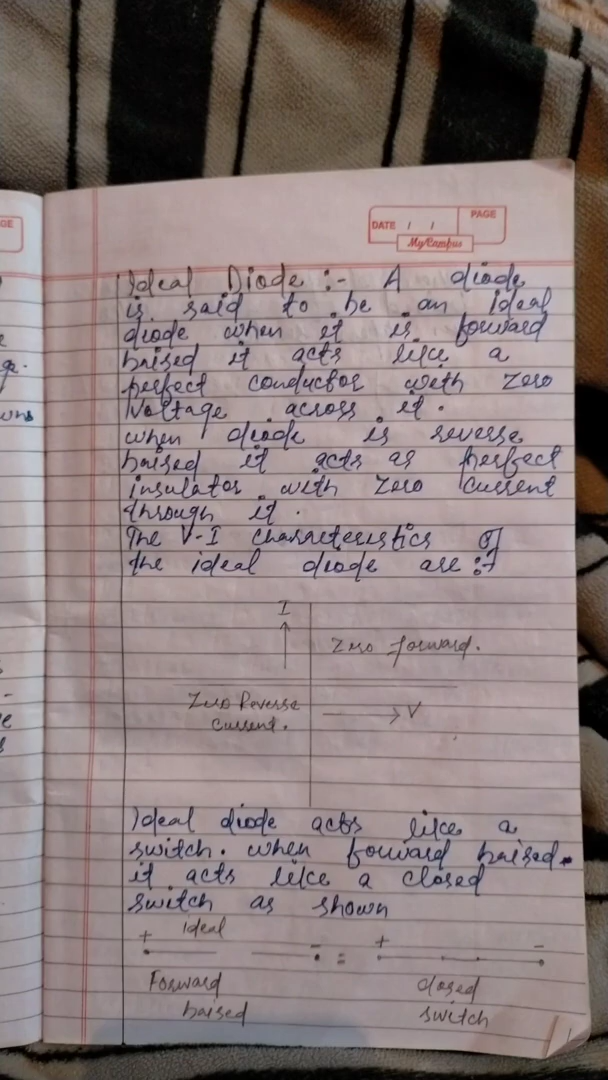 GE
DATE / / PAGE
My Campus
Ideal Diode :- A diode
is said to be an ideal
diode when it is forward
baised it acts like a
perfect conductor with zero
Voltage across it.
when diode is reverse
baised it acts as perfect
insulator with zero current
through it.
The V-I characteristics of
the ideal diode are :-
I
Zero forward.
Zero Reverse
current.
V
Ideal diode acts like a
switch. when forward baised.
it acts like a closed
switch as shown
+ Ideal - = + -
Forward closed
baised switch